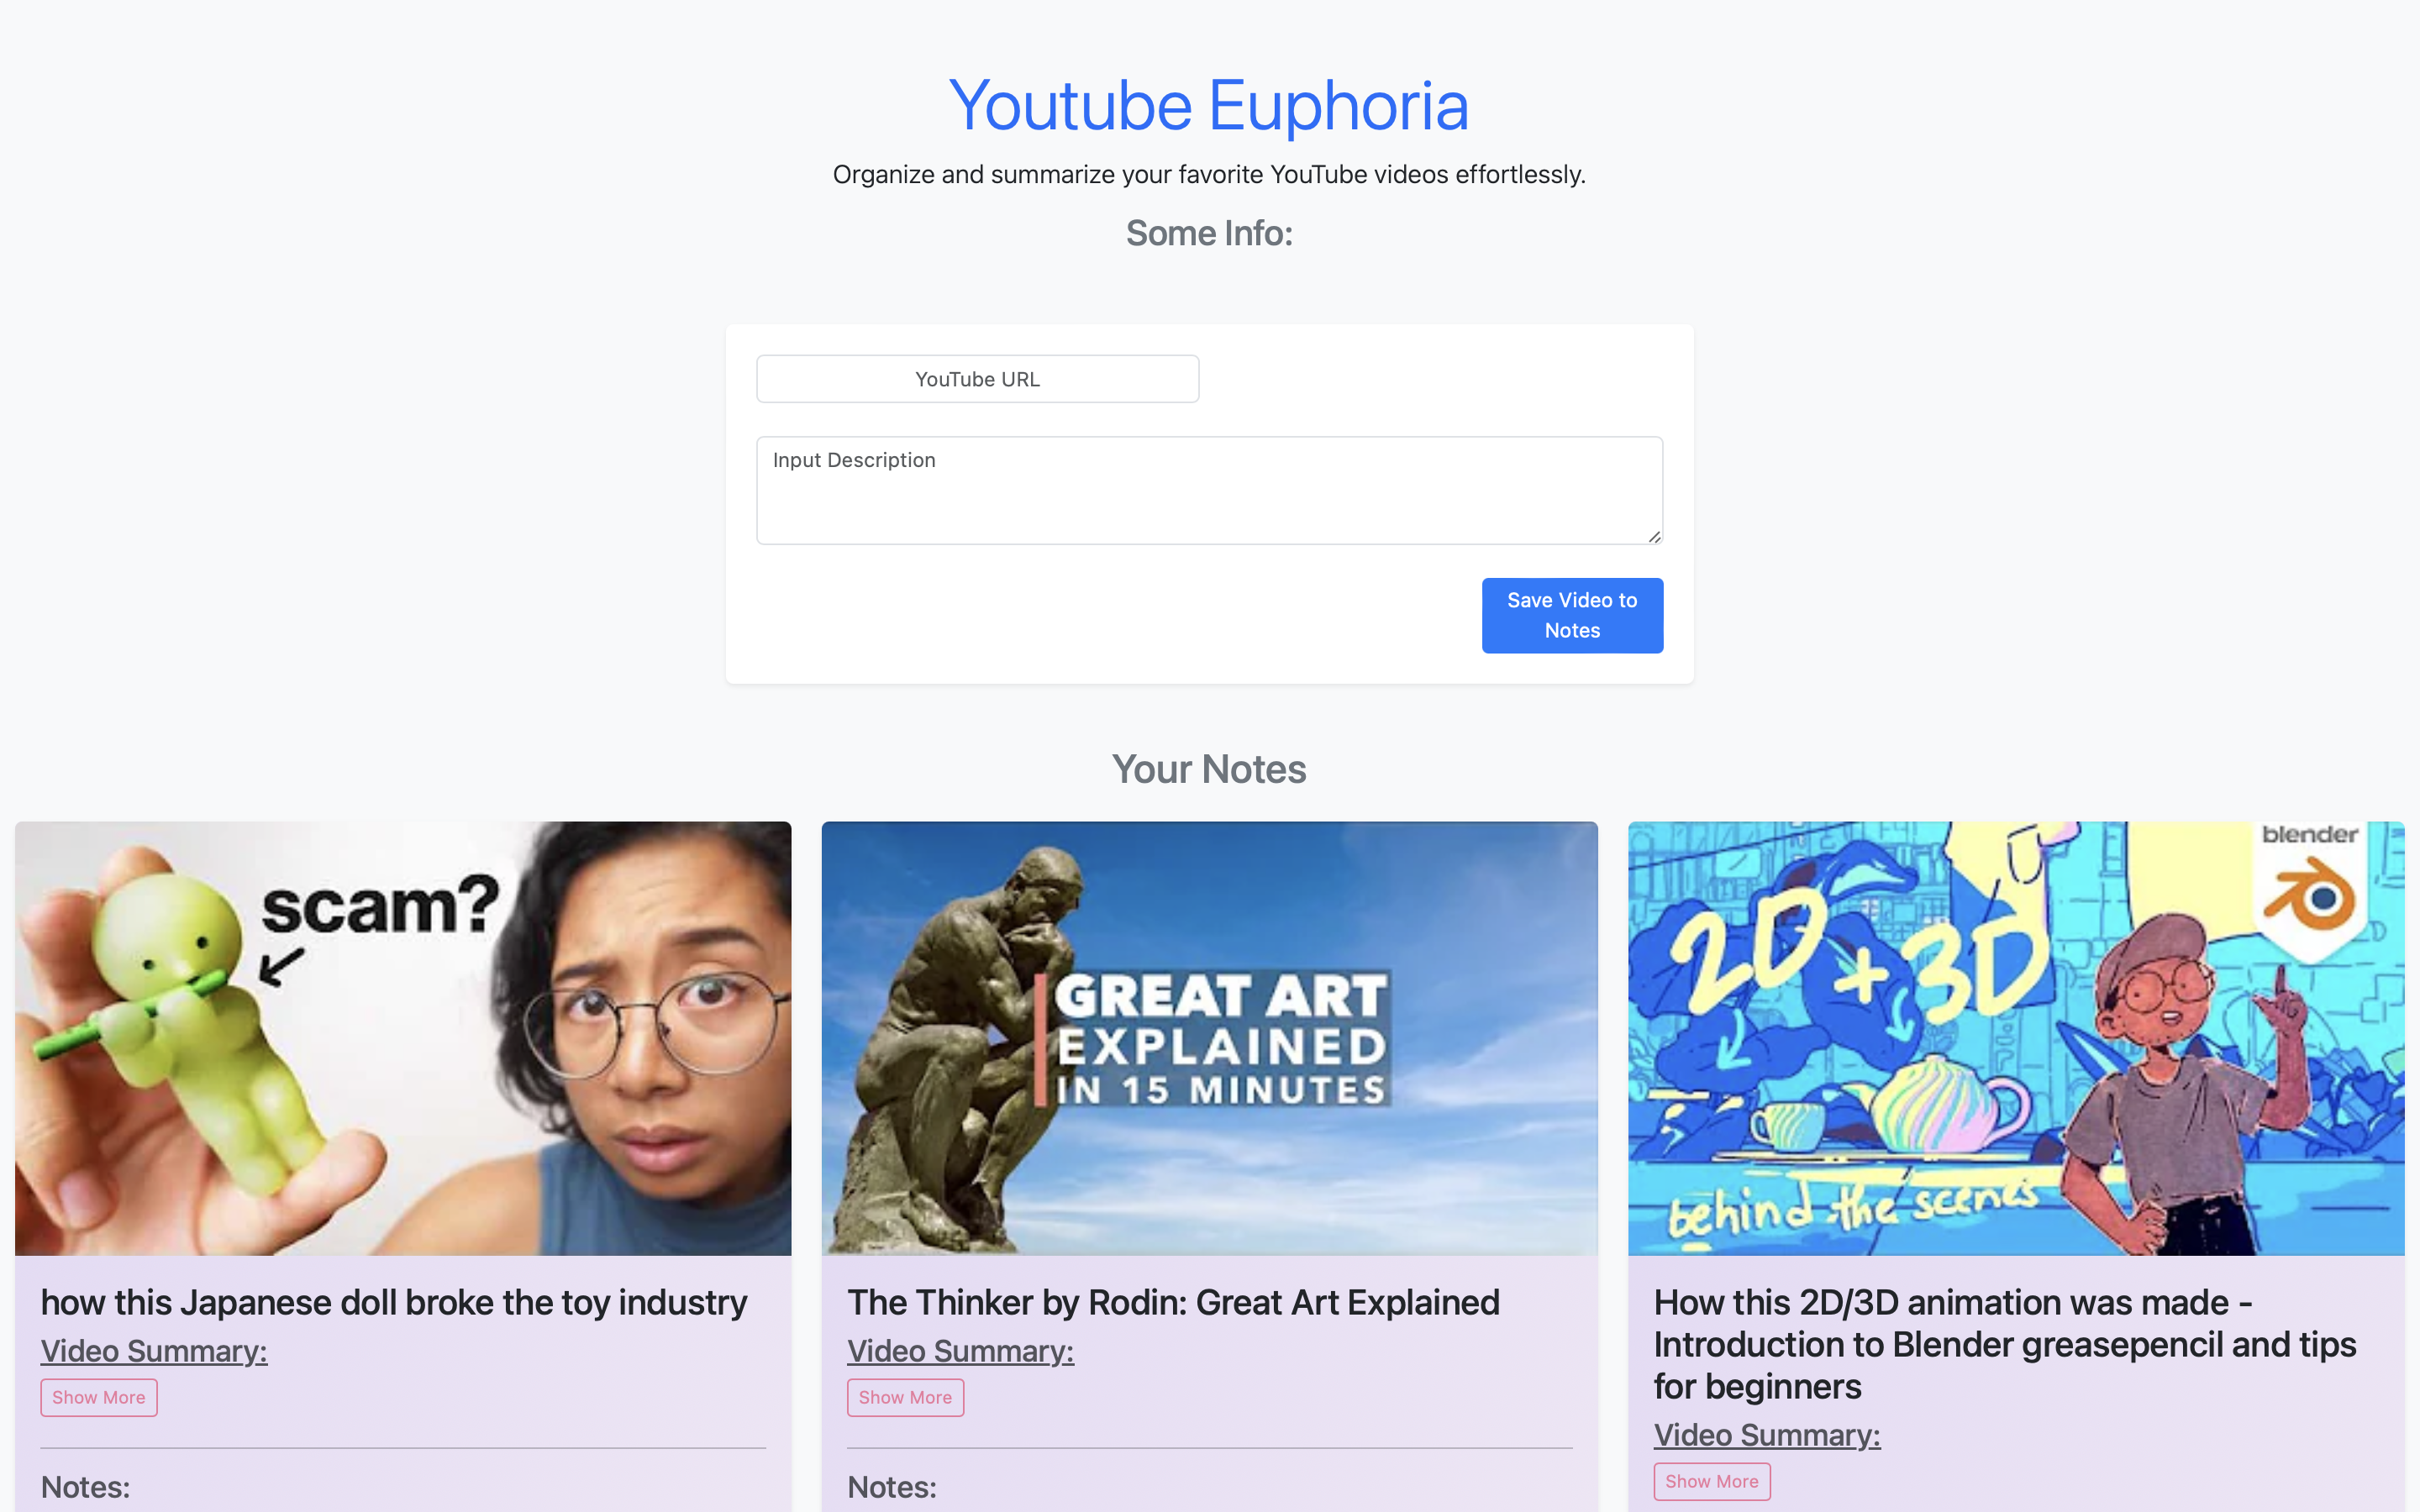 Youtube Euphoria
Organize and summarize your favorite YouTube videos effortlessly.
Some Info:
YouTube URL
Input Description
Save Video to
Notes
Your Notes
scam?
GREAT ART
EXPLAINED
IN 15 MINUTES
blender
2D + 3D
behind the scenes
how this Japanese doll broke the toy industry
Video Summary:
Show More
Notes:
The Thinker by Rodin: Great Art Explained
Video Summary:
Show More
Notes:
How this 2D/3D animation was made -
Introduction to Blender greasepencil and tips
for beginners
Video Summary:
Show More